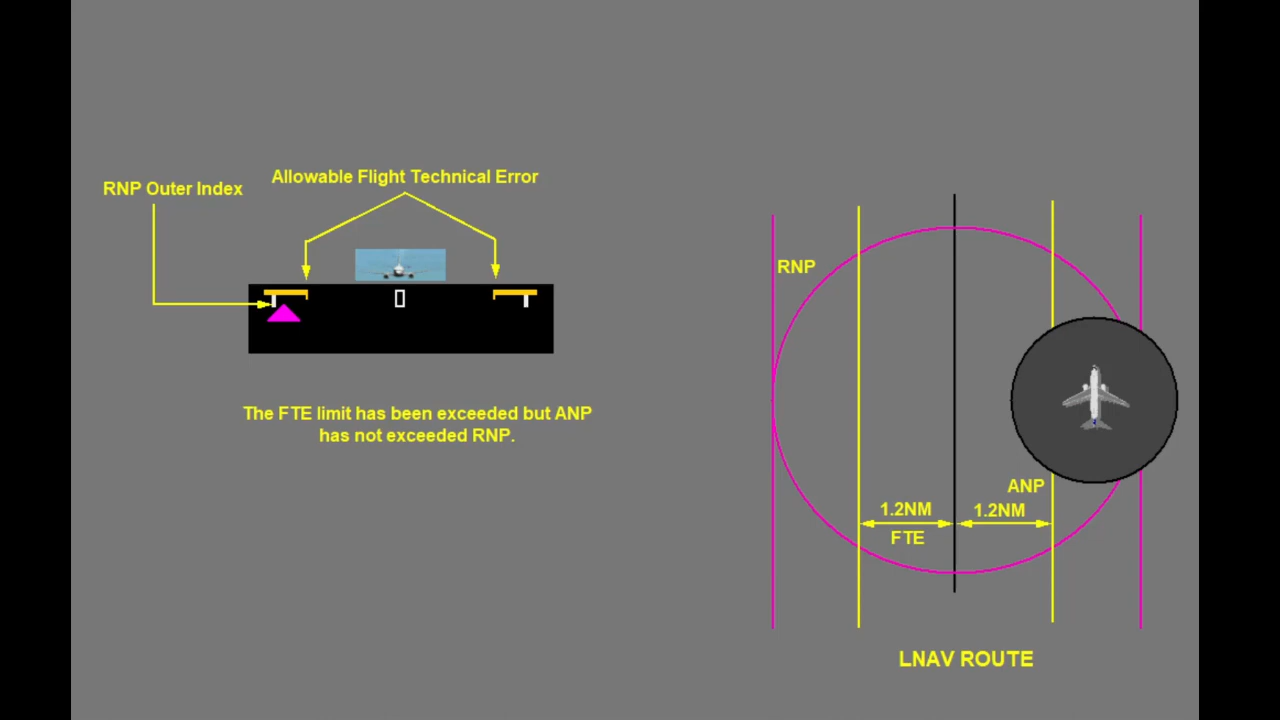 RNP Outer Index
Allowable Flight Technical Error
The FTE limit has been exceeded but ANP
has not exceeded RNP.
RNP
ANP
1.2NM
1.2NM
FTE
LNAV ROUTE